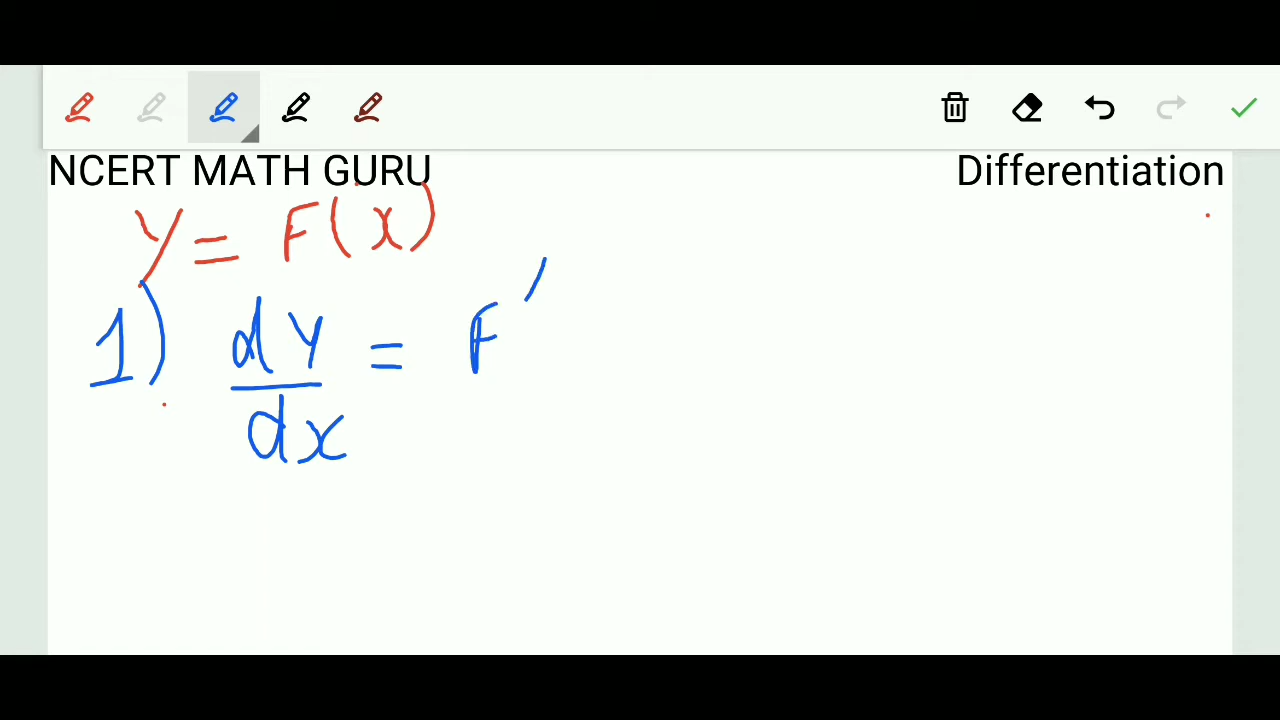 NCERT MATH GURU Differentiation
y = F(x)
1) dy/dx = F'